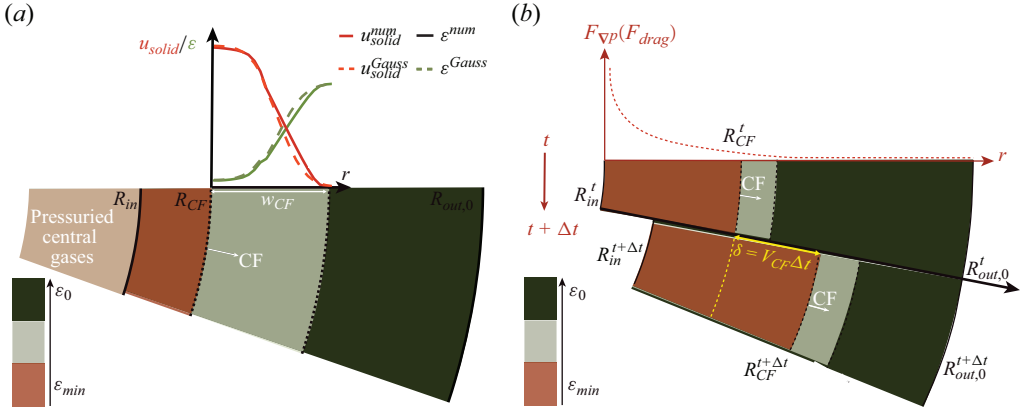 (a)
u_solid/ε
u_solid^num
ε^num
u_solid^Gauss
ε^Gauss
r
R_in
R_CF
w_CF
R_out,0
Pressuried
central
gases
CF
ε_0
ε_min
(b)
F_∇p(F_drag)
R_CF^t
r
t
t + Δt
R_in^t
CF
R_in^t+Δt
δ = V_CF Δt
R_out,0^t
CF
R_CF^t+Δt
R_out,0^t+Δt
ε_0
ε_min